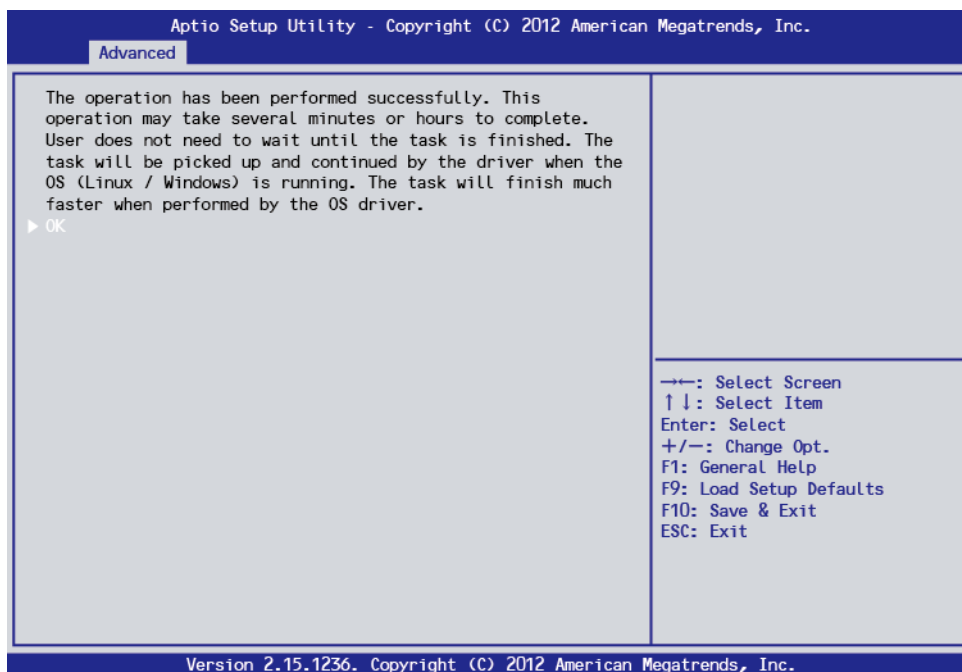 Aptio Setup Utility - Copyright (C) 2012 American Megatrends, Inc.
Advanced
The operation has been performed successfully. This
operation may take several minutes or hours to complete.
User does not need to wait until the task is finished. The
task will be picked up and continued by the driver when the
OS (Linux / Windows) is running. The task will finish much
faster when performed by the OS driver.
▶ OK
→←: Select Screen
↑↓: Select Item
Enter: Select
+/−: Change Opt.
F1: General Help
F9: Load Setup Defaults
F10: Save & Exit
ESC: Exit
Version 2.15.1236. Copyright (C) 2012 American Megatrends, Inc.